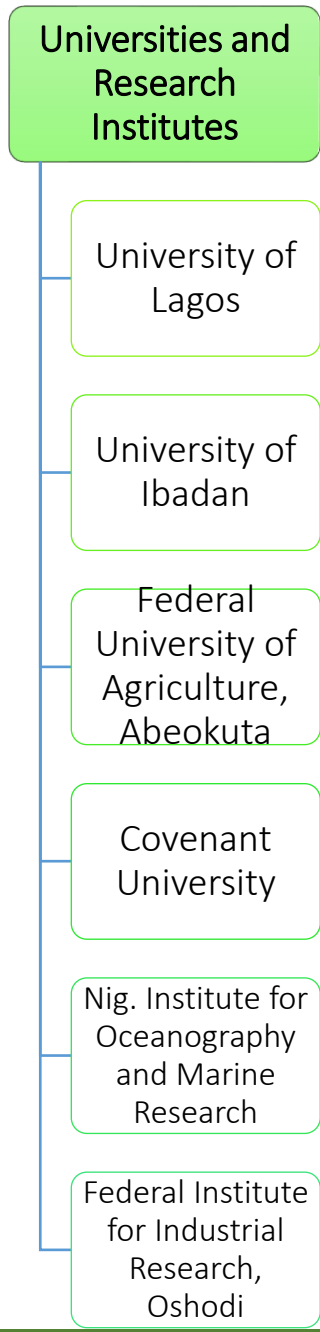 Universities and
Research
Institutes
University of
Lagos
University of
Ibadan
Federal
University of
Agriculture,
Abeokuta
Covenant
University
Nig. Institute for
Oceanography
and Marine
Research
Federal Institute
for Industrial
Research,
Oshodi